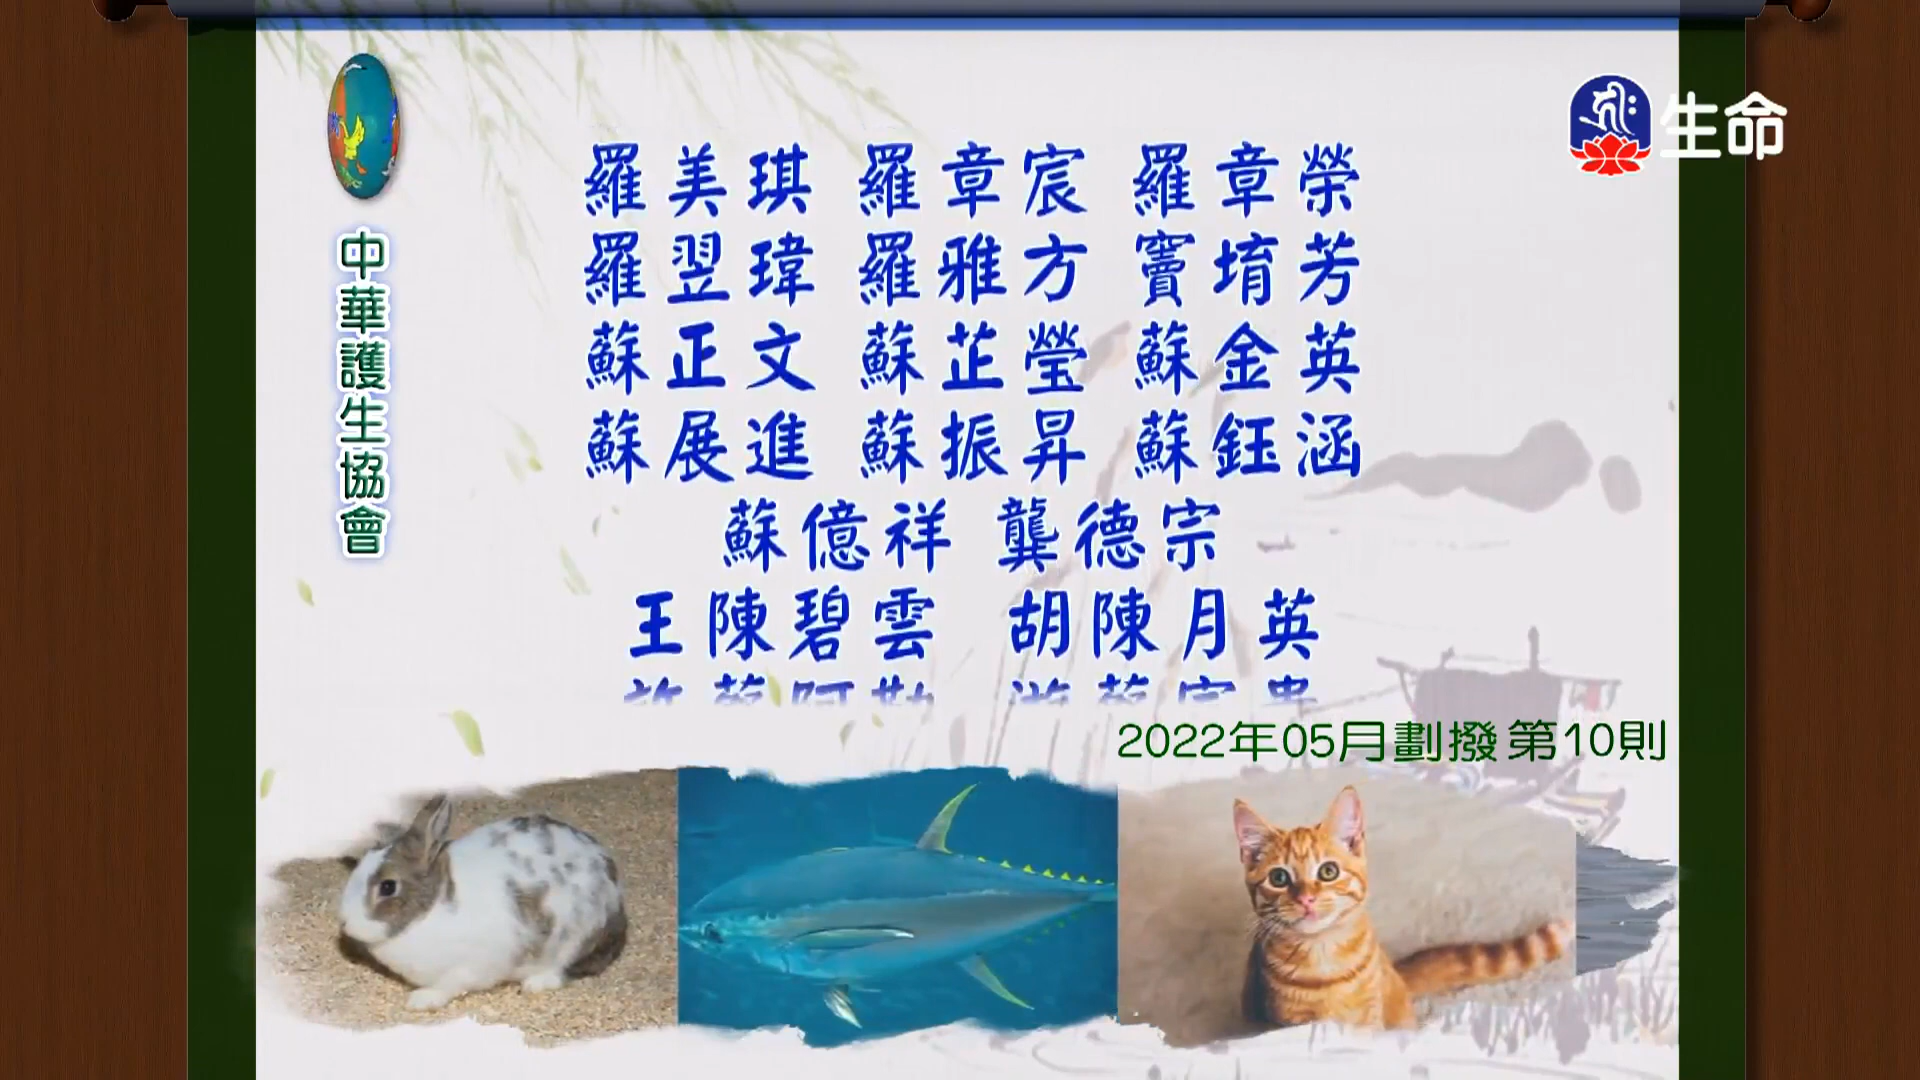 生命
中華護生協會
羅美琪 羅章宸 羅章榮
羅翌瑋 羅雅方 竇堉芳
蘇正文 蘇芷瑩 蘇金英
蘇展進 蘇振昇 蘇鈺涵
蘇億祥 龔德宗
王陳碧雲 胡陳月英
2022年05月劃撥第10則